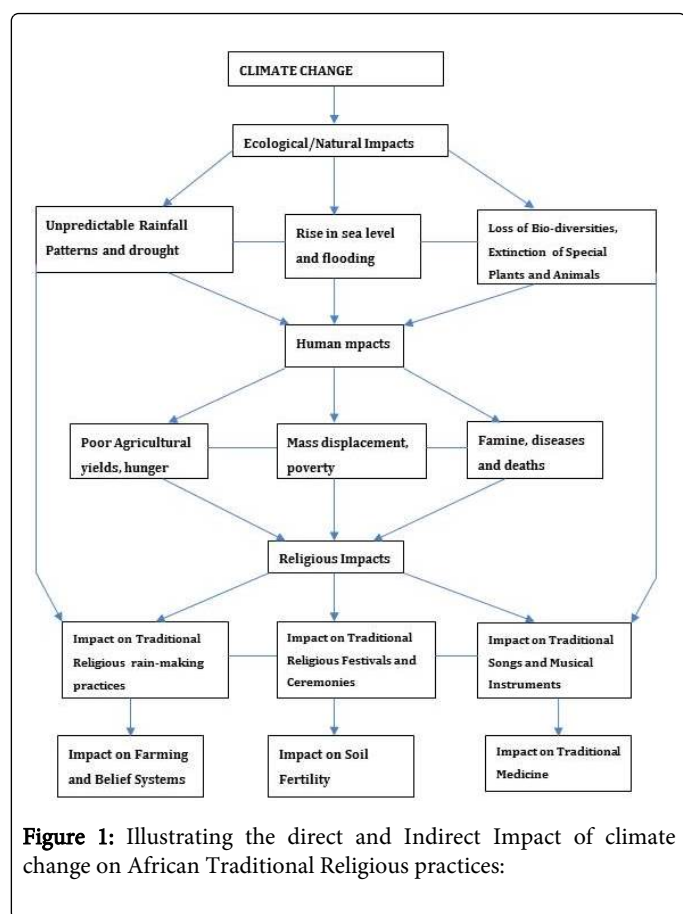 CLIMATE CHANGE
Ecological/Natural Impacts
Unpredictable Rainfall
Patterns and drought
Rise in sea level
and flooding
Loss of Bio-diversities,
Extinction of Special
Plants and Animals
Human mpacts
Poor Agricultural
yields, hunger
Mass displacement,
poverty
Famine, diseases
and deaths
Religious Impacts
Impact on Traditional
Religious rain-making
practices
Impact on Traditional
Religious Festivals and
Ceremonies
Impact on Traditional
Songs and Musical
Instruments
Impact on Farming
and Belief Systems
Impact on Soil
Fertility
Impact on Traditional
Medicine
Figure 1: Illustrating the direct and Indirect Impact of climate
change on African Traditional Religious practices: